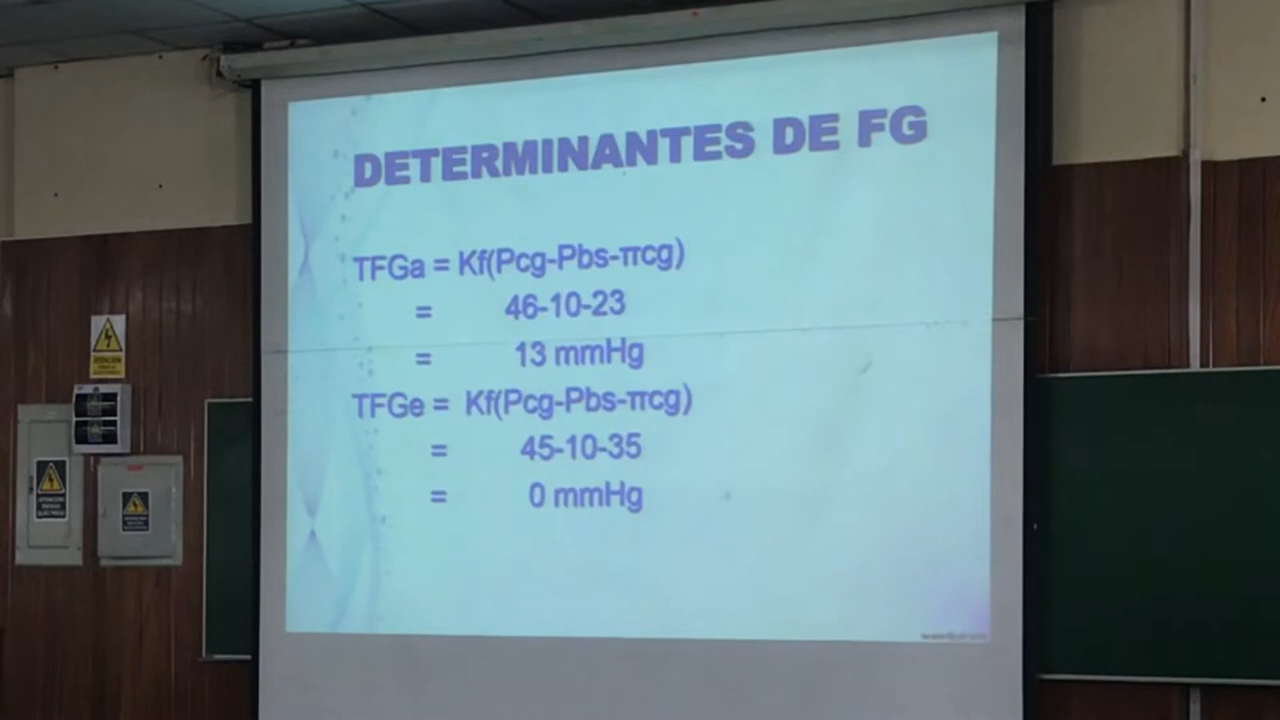 DETERMINANTES DE FG
TFGa = Kf(Pcg-Pbs-πcg)
= 46-10-23
= 13 mmHg
TFGe = Kf(Pcg-Pbs-πcg)
= 45-10-35
= 0 mmHg